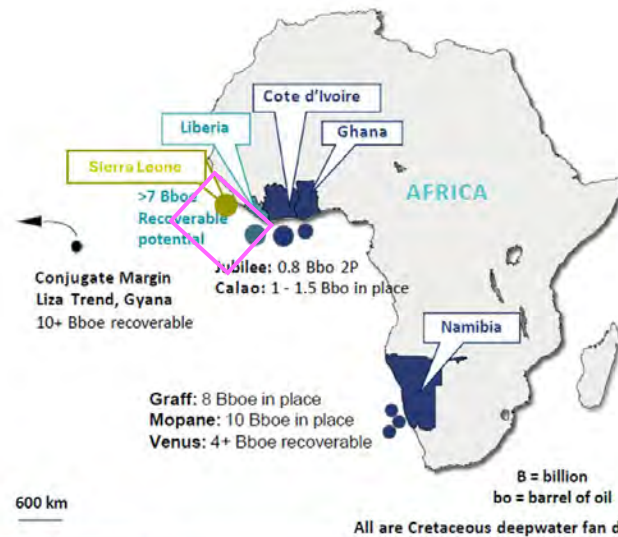 Cote d'Ivoire
Liberia
Ghana
Sierra Leone
>7 Bboe
Recoverable
potential
AFRICA
Conjugate Margin
Liza Trend, Gyana
10+ Bboe recoverable
Jubilee: 0.8 Bbo 2P
Calao: 1 - 1.5 Bbo in place
Namibia
Graff: 8 Bboe in place
Mopane: 10 Bboe in place
Venus: 4+ Bboe recoverable
B = billion
bo = barrel of oil
600 km
All are Cretaceous deepwater fan d